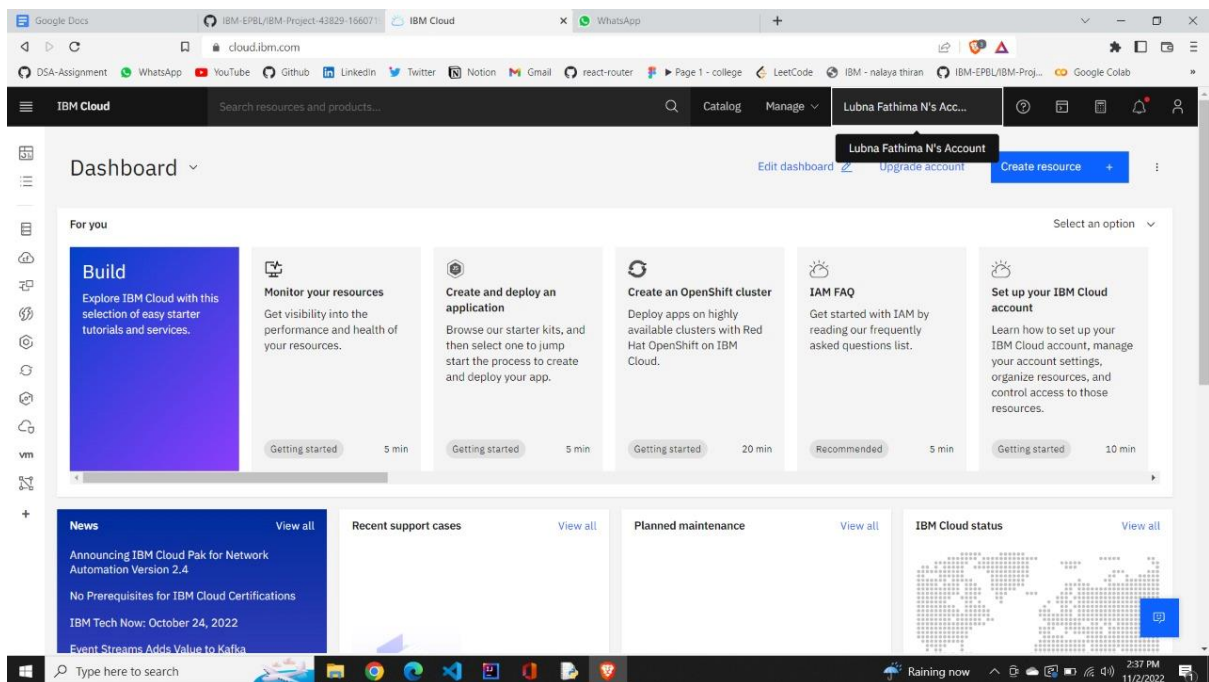 Google Docs
IBM-EPBL/IBM-Project-43829-1660719
IBM Cloud
WhatsApp
cloud.ibm.com
DSA-Assignment WhatsApp YouTube Github Linkedin Twitter Notion Gmail react-router Page 1 - college LeetCode IBM - nalaya thiran IBM-EPBL/IBM-Proj... Google Colab
IBM Cloud Search resources and products... Catalog Manage Lubna Fathima N's Acc...
Lubna Fathima N's Account
Dashboard
Edit dashboard Upgrade account Create resource +
For you
Select an option
Build
Explore IBM Cloud with this
selection of easy starter
tutorials and services.
Monitor your resources
Get visibility into the
performance and health of
your resources.
Getting started 5 min
Create and deploy an
application
Browse our starter kits, and
then select one to jump
start the process to create
and deploy your app.
Getting started 5 min
Create an OpenShift cluster
Deploy apps on highly
available clusters with Red
Hat OpenShift on IBM
Cloud.
Getting started 20 min
IAM FAQ
Get started with IAM by
reading our frequently
asked questions list.
Recommended 5 min
Set up your IBM Cloud
account
Learn how to set up your
IBM Cloud account, manage
your account settings,
organize resources, and
control access to those
resources.
Getting started 10 min
vm
News View all
Announcing IBM Cloud Pak for Network
Automation Version 2.4
No Prerequisites for IBM Cloud Certifications
IBM Tech Now: October 24, 2022
Event Streams Adds Value to Kafka
Recent support cases View all
Planned maintenance View all
IBM Cloud status View all
Type here to search
Raining now
2:37 PM
11/2/2022